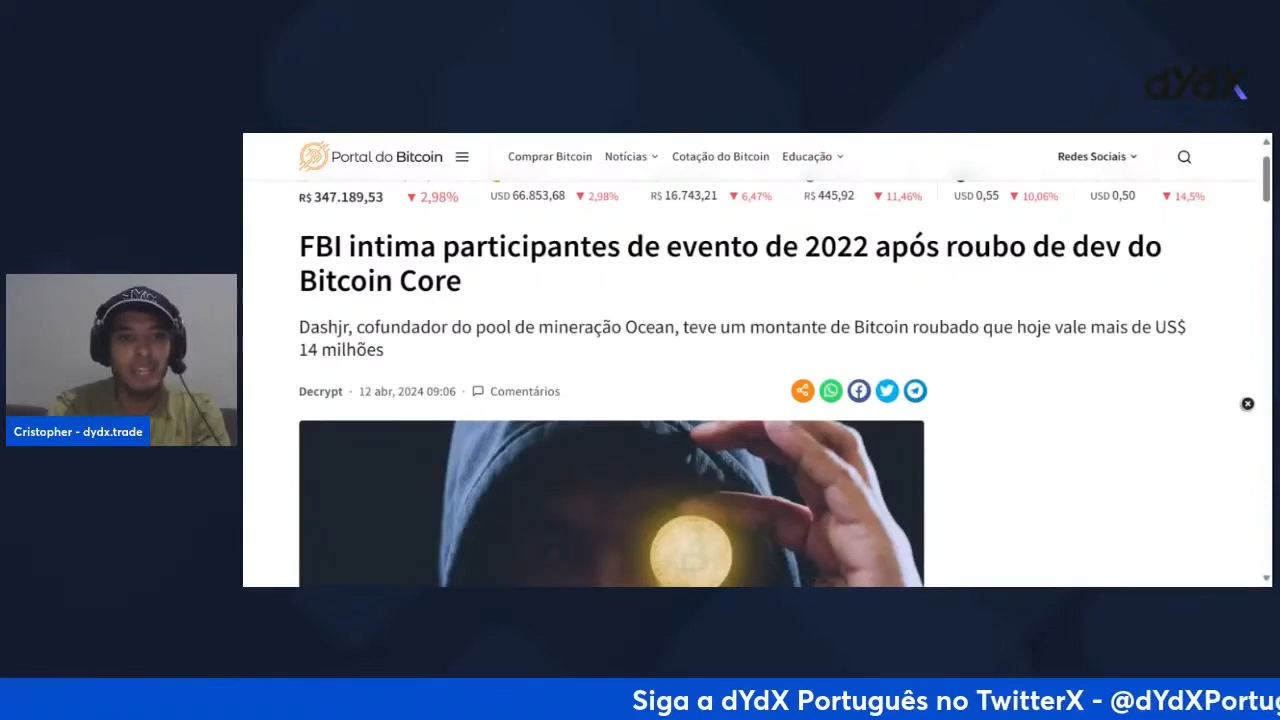 dYdX
Portal do Bitcoin
Comprar Bitcoin Notícias Cotação do Bitcoin Educação Redes Sociais
R$ 347.189,53 ▼ 2,98% USD 66.853,68 ▼ 2,98% R$ 16.743,21 ▼ 6,47% R$ 445,92 ▼ 11,46% USD 0,55 ▼ 10,06% USD 0,50 ▼ 14,5%
FBI intima participantes de evento de 2022 após roubo de dev do
Bitcoin Core
Dashjr, cofundador do pool de mineração Ocean, teve um montante de Bitcoin roubado que hoje vale mais de US$
14 milhões
Decrypt · 12 abr, 2024 09:06 · Comentários
Cristopher - dydx.trade
Siga a dYdX Português no TwitterX - @dYdXPortug